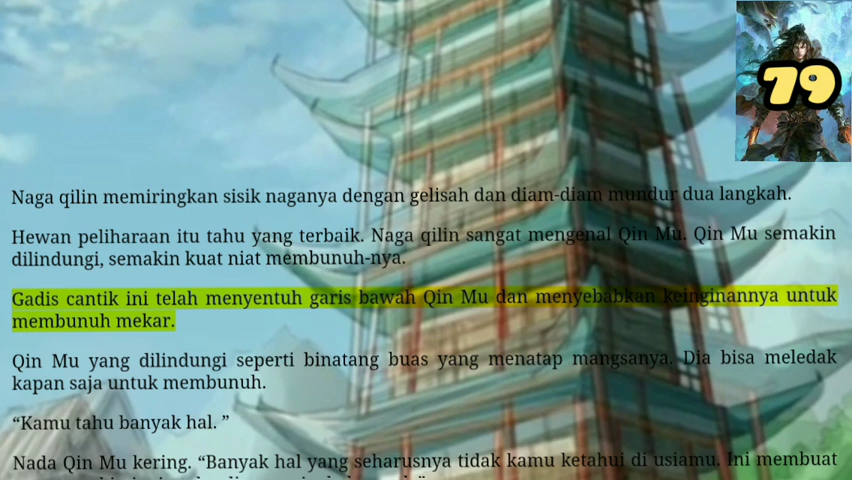 79
Naga qilin memiringkan sisik naganya dengan gelisah dan diam-diam mundur dua langkah.
Hewan peliharaan itu tahu yang terbaik. Naga qilin sangat mengenal Qin Mu. Qin Mu semakin
dilindungi, semakin kuat niat membunuh-nya.
Gadis cantik ini telah menyentuh garis bawah Qin Mu dan menyebabkan keinginannya untuk
membunuh mekar.
Qin Mu yang dilindungi seperti binatang buas yang menatap mangsanya. Dia bisa meledak
kapan saja untuk membunuh.
“Kamu tahu banyak hal. ”
Nada Qin Mu kering. “Banyak hal yang seharusnya tidak kamu ketahui di usiamu. Ini membuat